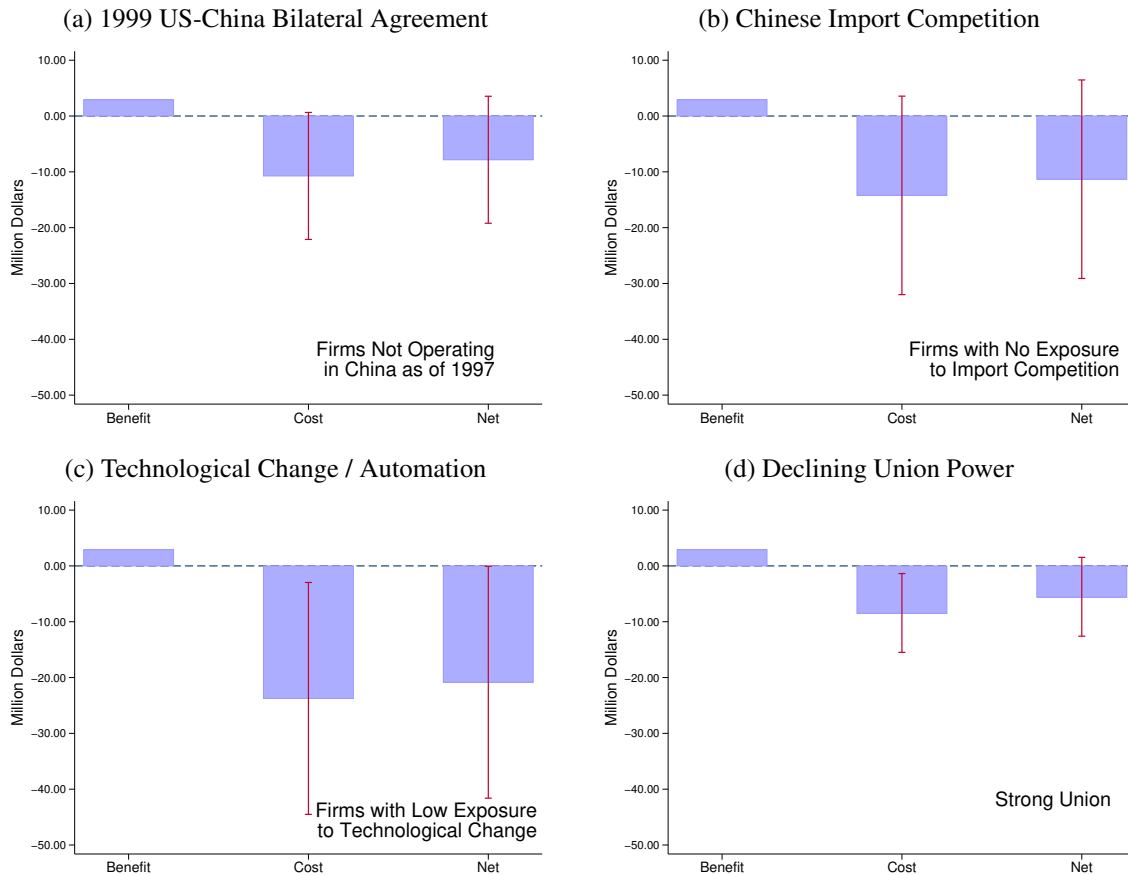 (a) 1999 US-China Bilateral Agreement
10.00
0.00
−10.00
−20.00
−30.00
−40.00
−50.00
Million Dollars
Firms Not Operating
in China as of 1997
Benefit Cost Net
(b) Chinese Import Competition
10.00
0.00
−10.00
−20.00
−30.00
−40.00
−50.00
Million Dollars
Firms with No Exposure
to Import Competition
Benefit Cost Net
(c) Technological Change / Automation
10.00
0.00
−10.00
−20.00
−30.00
−40.00
−50.00
Million Dollars
Firms with Low Exposure
to Technological Change
Benefit Cost Net
(d) Declining Union Power
10.00
0.00
−10.00
−20.00
−30.00
−40.00
−50.00
Million Dollars
Strong Union
Benefit Cost Net